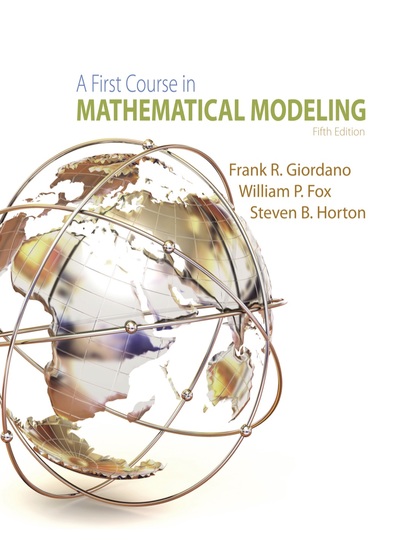 A First Course in
MATHEMATICAL MODELING
Fifth Edition
Frank R. Giordano
William P. Fox
Steven B. Horton